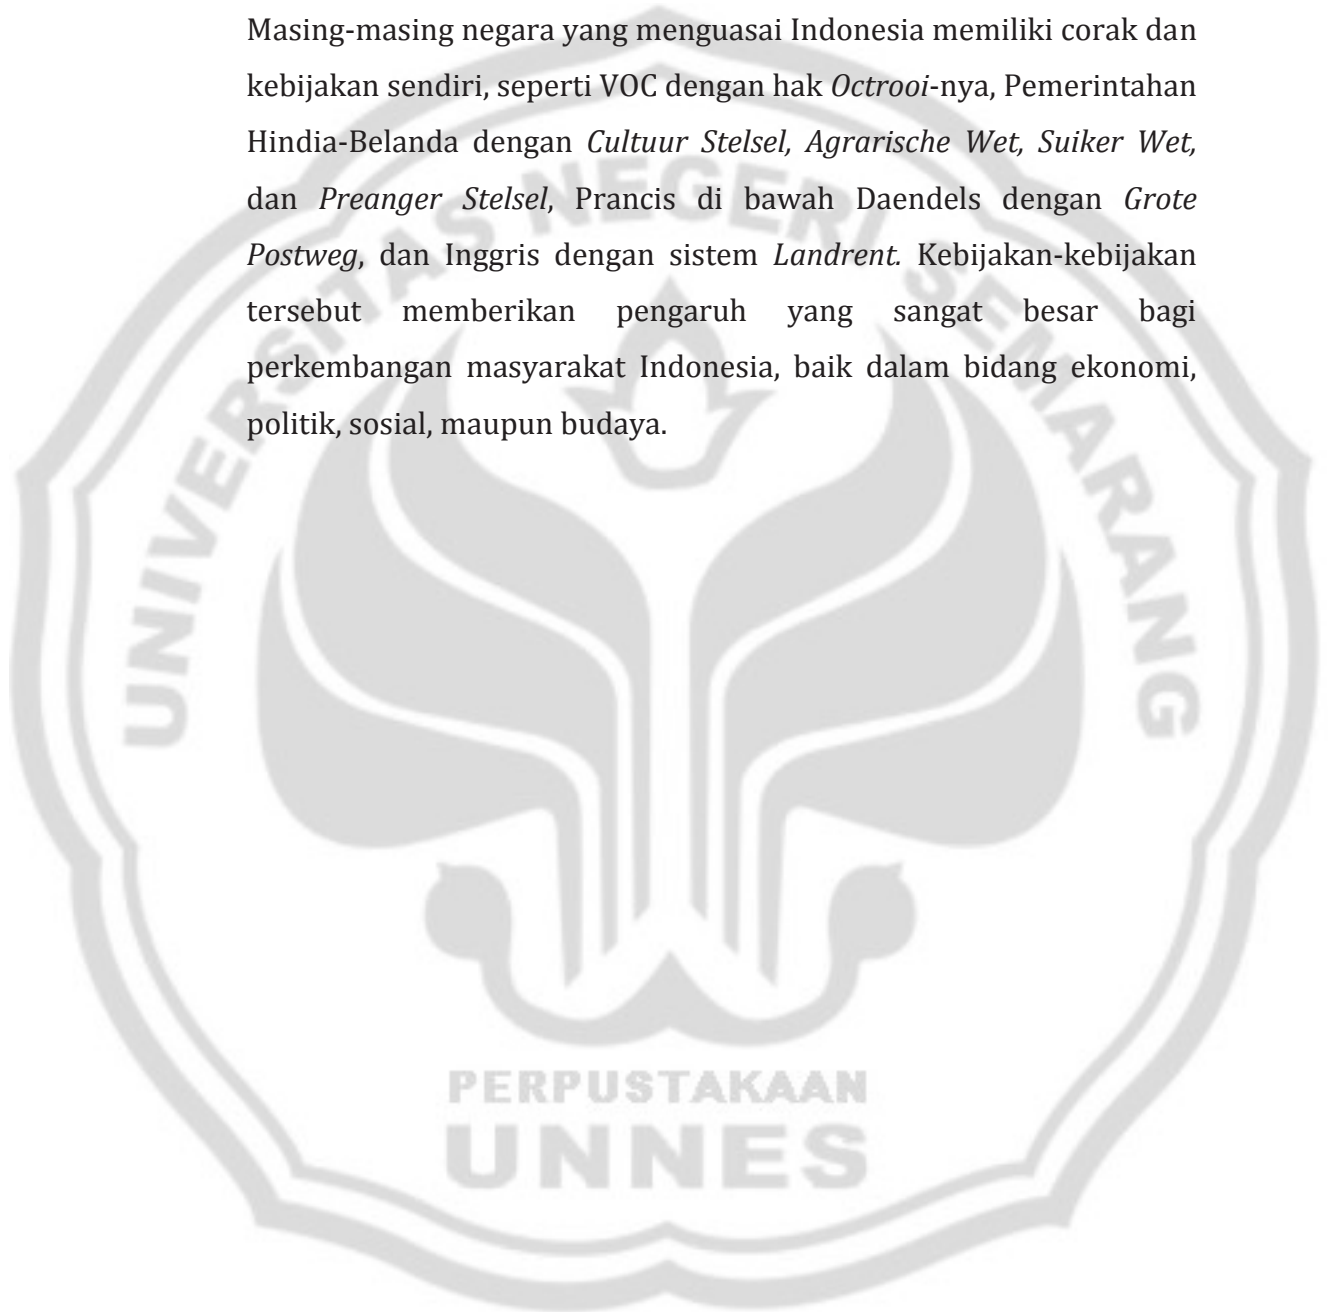 Masing-masing negara yang menguasai Indonesia memiliki corak dan
kebijakan sendiri, seperti VOC dengan hak Octrooi-nya, Pemerintahan
Hindia-Belanda dengan Cultuur Stelsel, Agrarische Wet, Suiker Wet,
dan Preanger Stelsel, Prancis di bawah Daendels dengan Grote
Postweg, dan Inggris dengan sistem Landrent. Kebijakan-kebijakan
tersebut memberikan pengaruh yang sangat besar bagi
perkembangan masyarakat Indonesia, baik dalam bidang ekonomi,
politik, sosial, maupun budaya.
UNIVERSITAS NEGERI SEMARANG
PERPUSTAKAAN
UNNES